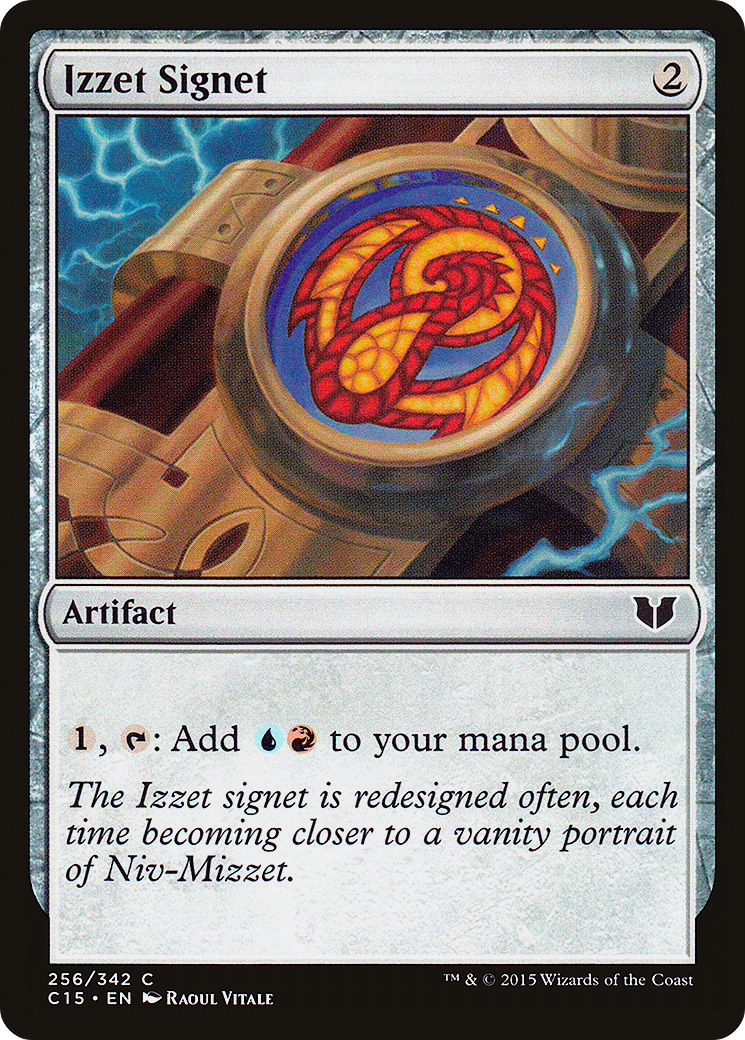 Izzet Signet 2
Artifact
1, : Add to your mana pool.
The Izzet signet is redesigned often, each
time becoming closer to a vanity portrait
of Niv-Mizzet.
256/342 C ™ & © 2015 Wizards of the Coast
C15 • EN Raoul Vitale